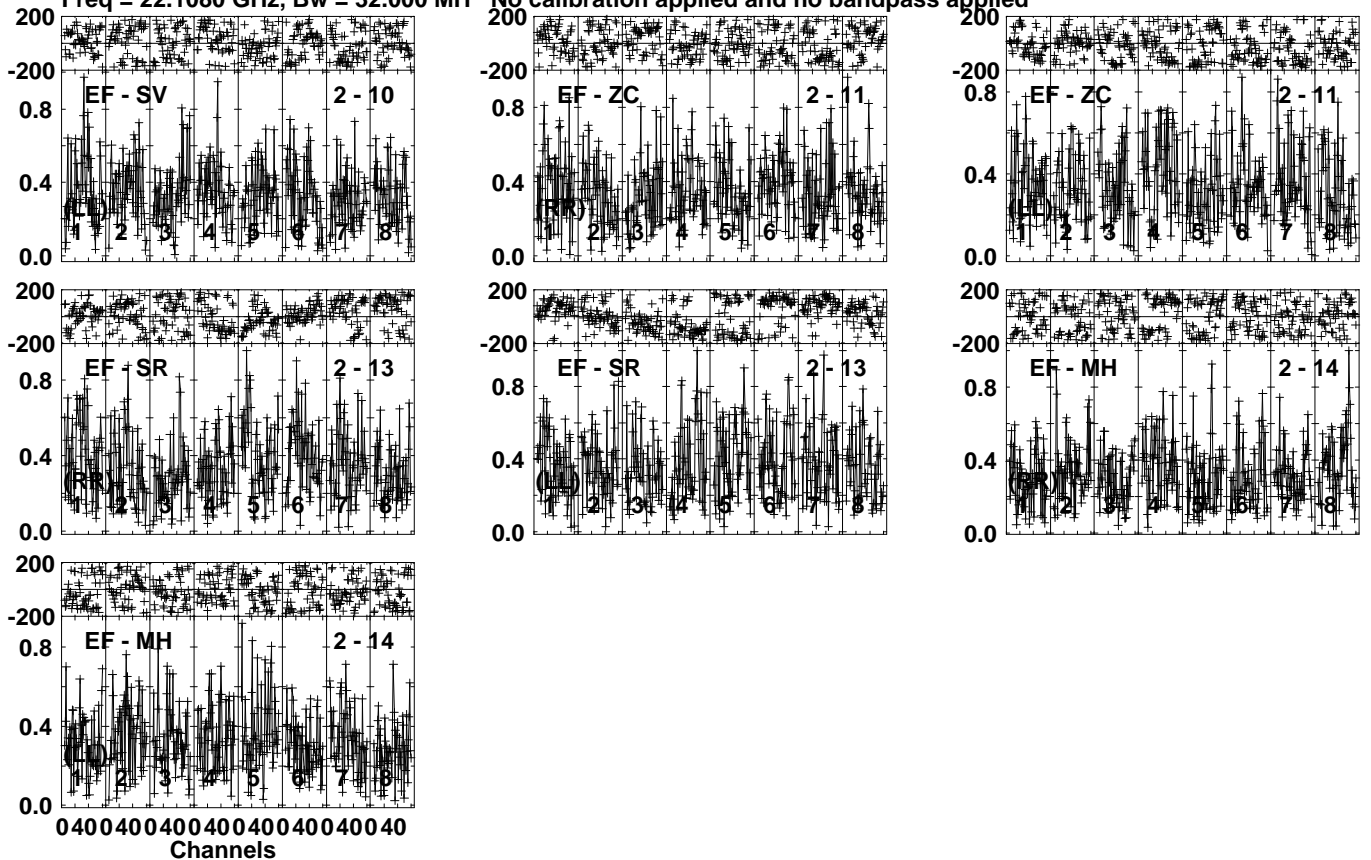 Freq = 22.1080 GHz, Bw = 32.000 MH No calibration applied and no bandpass applied
200 200 200
-200 -200 -200
EF - SV 2 - 10 EF - ZC 2 - 11 EF - ZC 2 - 11
0.8 0.8 0.8
0.4 0.4 0.4
(LL) (RR) (LL)
1 2 3 4 5 6 7 8 1 2 3 4 5 6 7 8 1 2 3 4 5 6 7 8
0.0 0.0 0.0
200 200 200
-200 -200 -200
EF - SR 2 - 13 EF - SR 2 - 13 EF - MH 2 - 14
0.8 0.8 0.8
0.4 0.4 0.4
(RR) (LL) (RR)
1 2 3 4 5 6 7 8 1 2 3 4 5 6 7 8 1 2 3 4 5 6 7 8
0.0 0.0 0.0
200
-200
EF - MH 2 - 14
0.8
0.4
(LL)
1 2 3 4 5 6 7 8
0.0
0 40 0 40 0 40 0 40 0 40 0 40 0 40 0 40
Channels